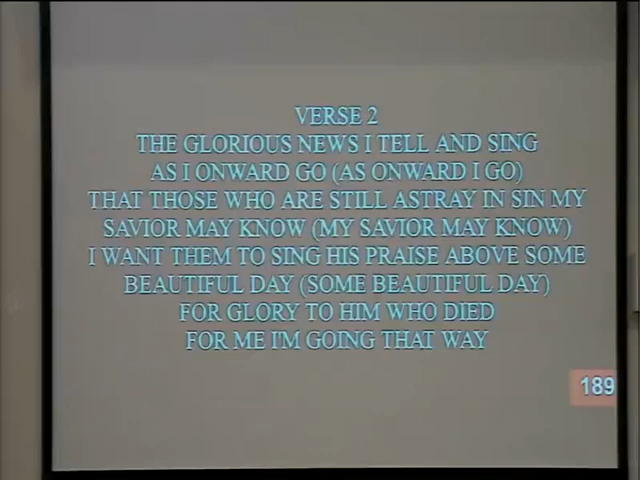 VERSE 2
THE GLORIOUS NEWS I TELL AND SING
AS I ONWARD GO (AS ONWARD I GO)
THAT THOSE WHO ARE STILL ASTRAY IN SIN MY
SAVIOR MAY KNOW (MY SAVIOR MAY KNOW)
I WANT THEM TO SING HIS PRAISE ABOVE SOME
BEAUTIFUL DAY (SOME BEAUTIFUL DAY)
FOR GLORY TO HIM WHO DIED
FOR ME I'M GOING THAT WAY
189